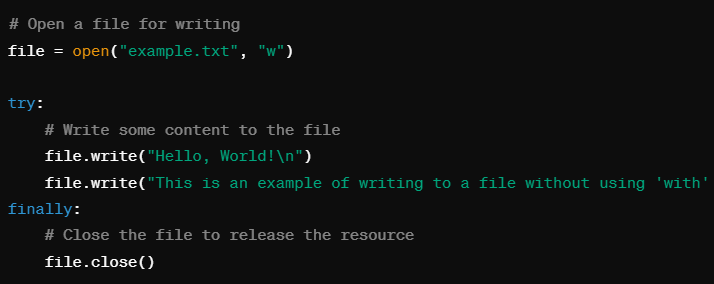 # Open a file for writing
file = open("example.txt", "w")

try:
    # Write some content to the file
    file.write("Hello, World!\n")
    file.write("This is an example of writing to a file without using 'with'
finally:
    # Close the file to release the resource
    file.close()